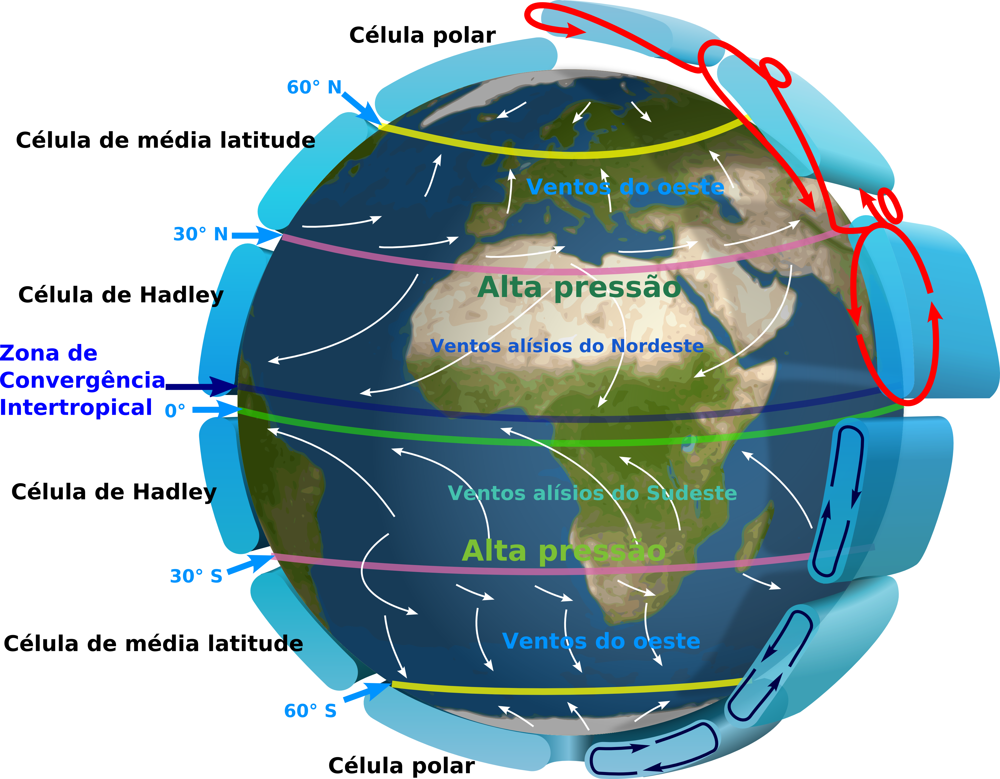 Célula polar
60° N
Célula de média latitude
Ventos do oeste
30° N
Alta pressão
Célula de Hadley
Ventos alísios do Nordeste
Zona de
Convergência
Intertropical
0°
Célula de Hadley
Ventos alísios do Sudeste
Alta pressão
30° S
Célula de média latitude
Ventos do oeste
60° S
Célula polar